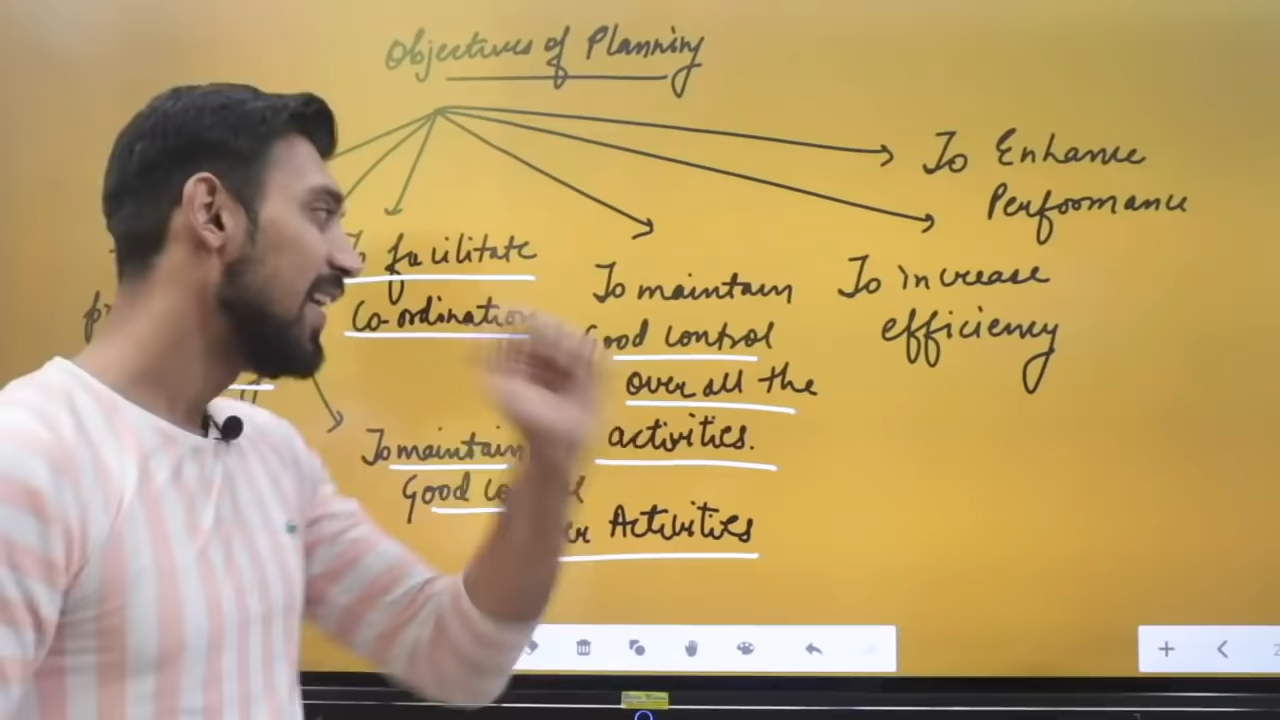 Objectives of Planning
To Enhance
Performance
facilitate
Co-ordination
To maintain
Good control
over all the
activities.
To increase
efficiency
To maintain
Good
Activities